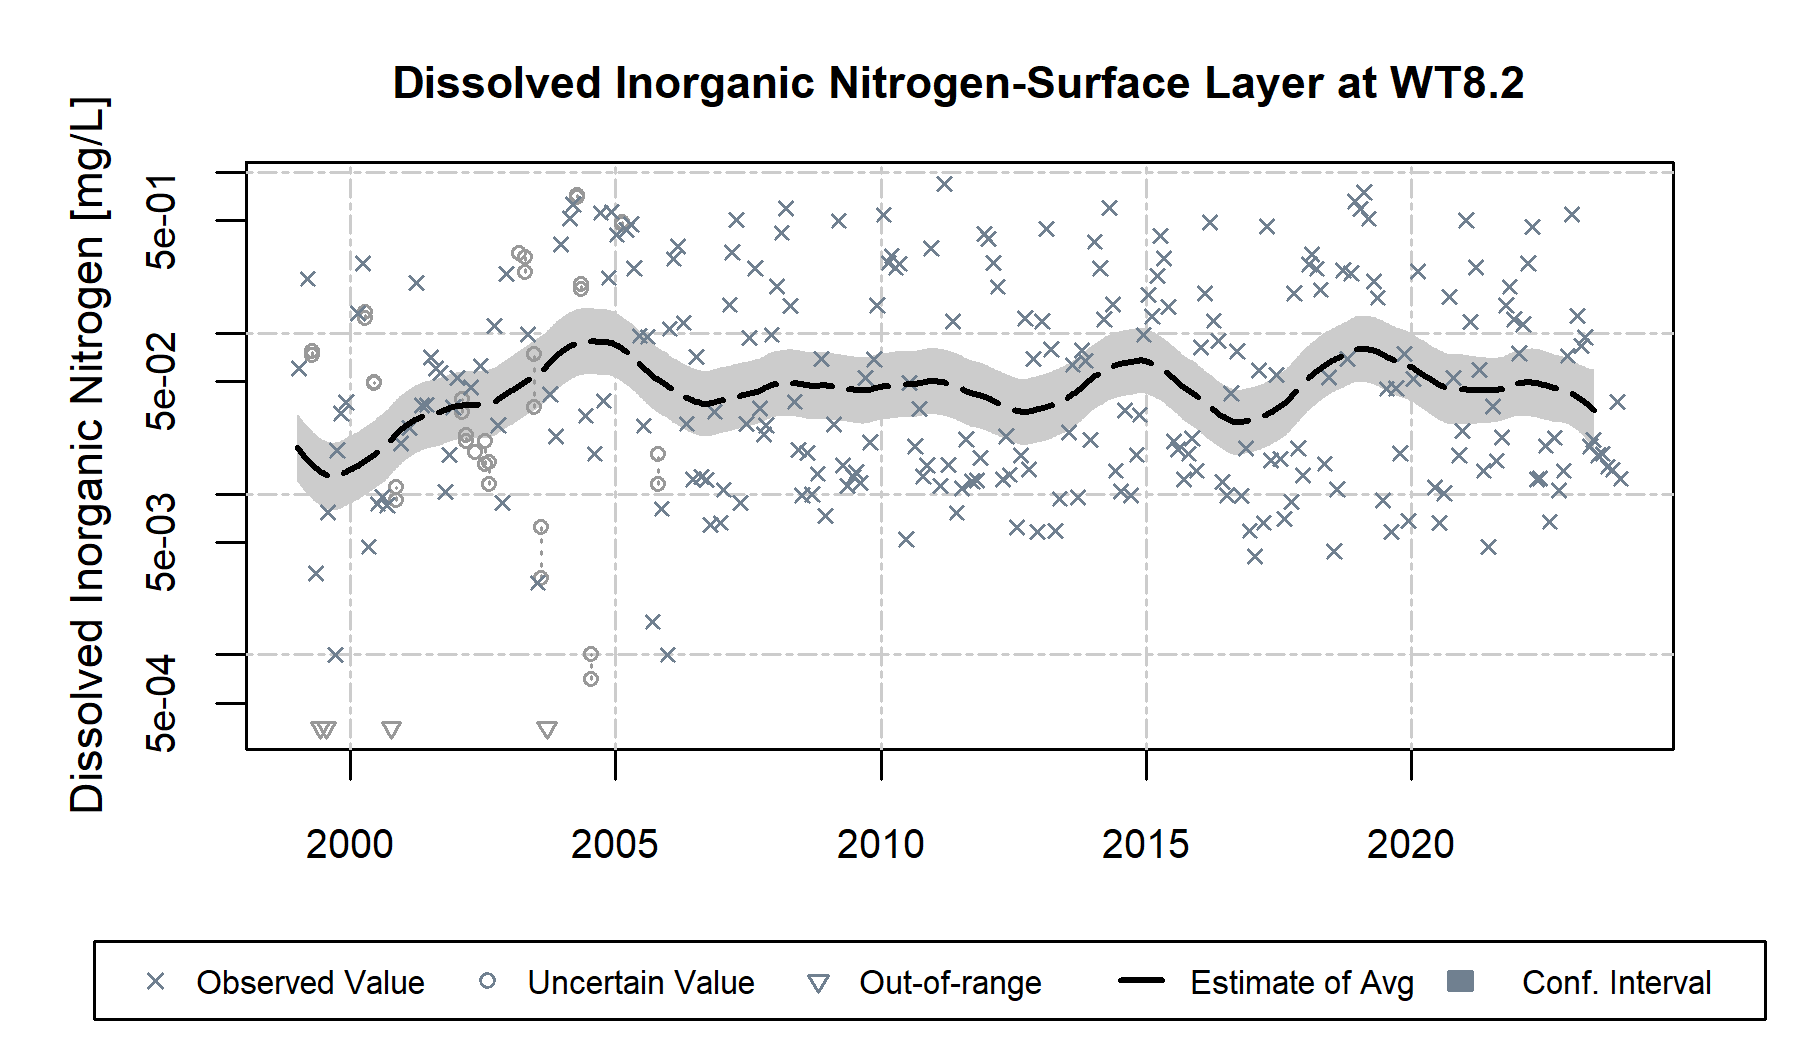 Dissolved Inorganic Nitrogen-Surface Layer at WT8.2
Dissolved Inorganic Nitrogen [mg/L]
5e-01
5e-02
5e-03
5e-04
2000 2005 2010 2015 2020
Observed Value Uncertain Value Out-of-range Estimate of Avg Conf. Interval